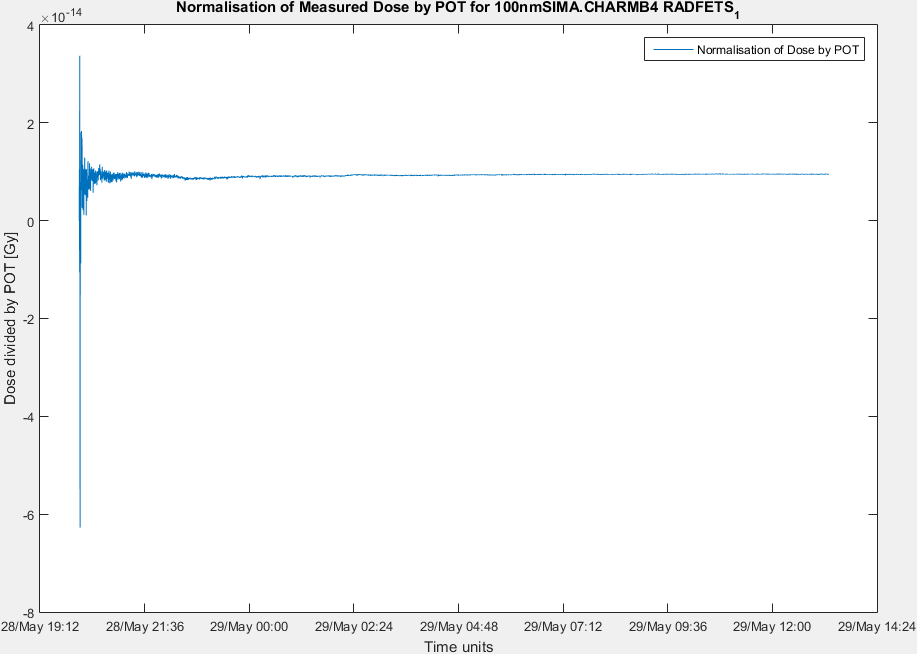 Normalisation of Measured Dose by POT for 100nmSIMA.CHARMB4 RADFETS1
×10-14
Normalisation of Dose by POT
4
2
0
-2
-4
-6
-8
Dose divided by POT [Gy]
28/May 19:12 28/May 21:36 29/May 00:00 29/May 02:24 29/May 04:48 29/May 07:12 29/May 09:36 29/May 12:00 29/May 14:24
Time units